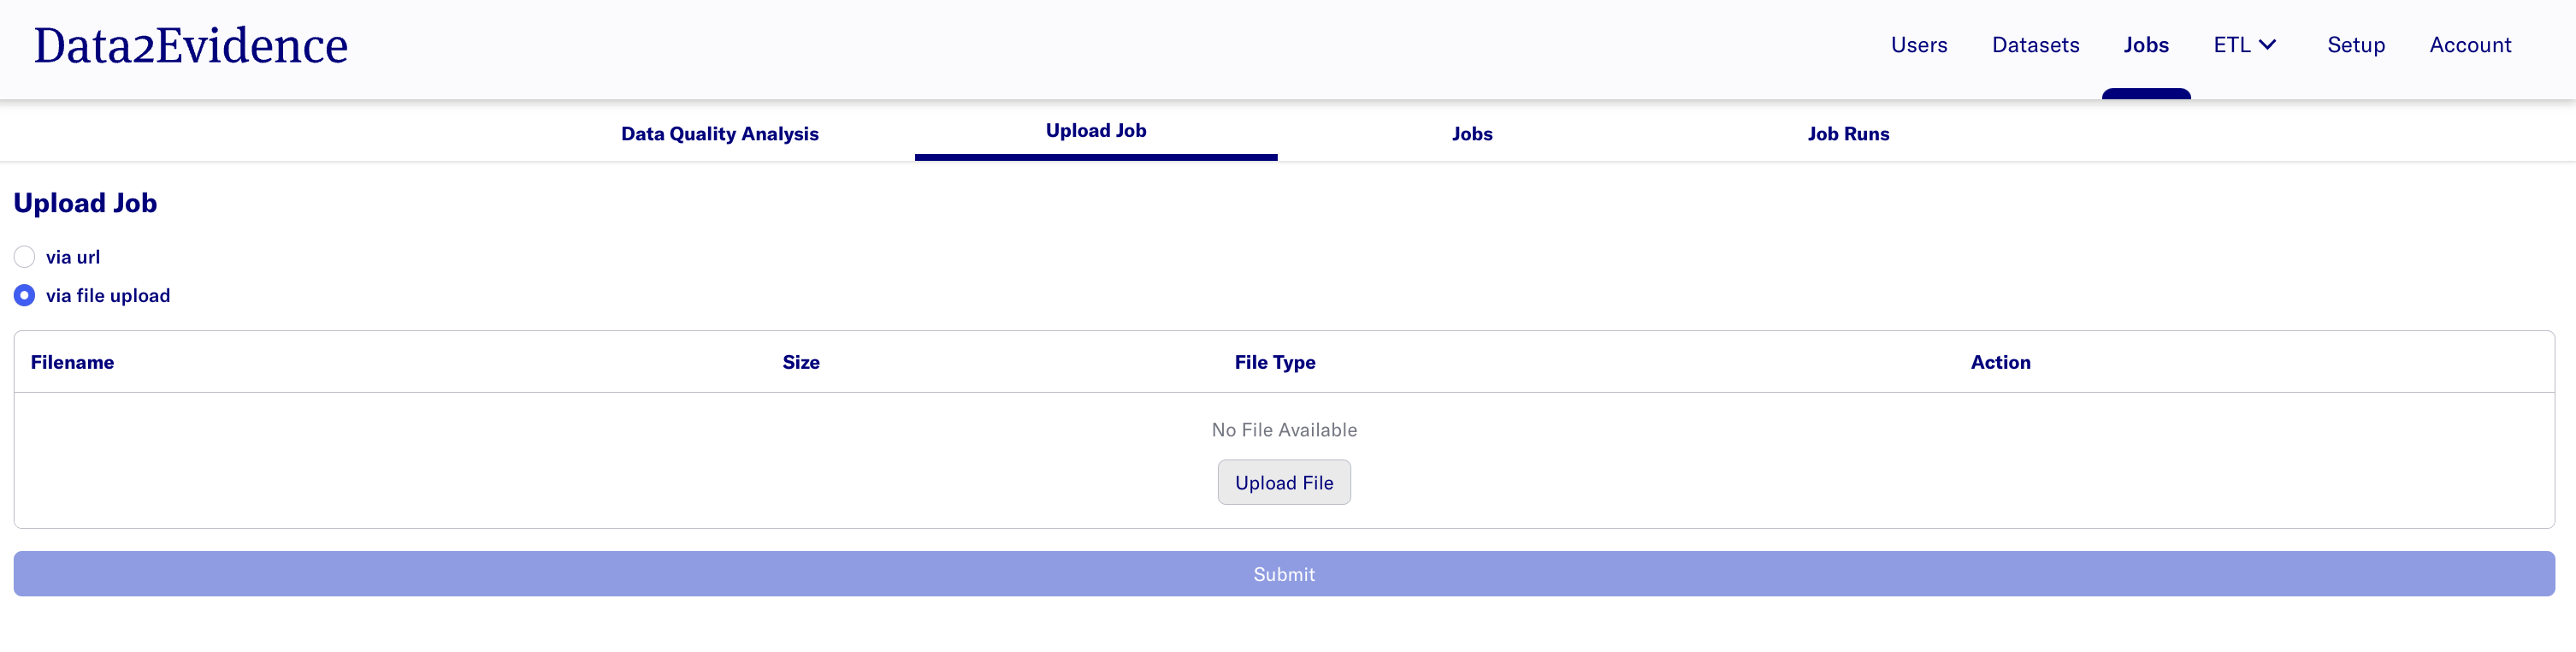 Data2Evidence
Users Datasets Jobs ETL Setup Account
Data Quality Analysis Upload Job Jobs Job Runs
Upload Job
via url
via file upload
Filename Size File Type Action
No File Available
Upload File
Submit